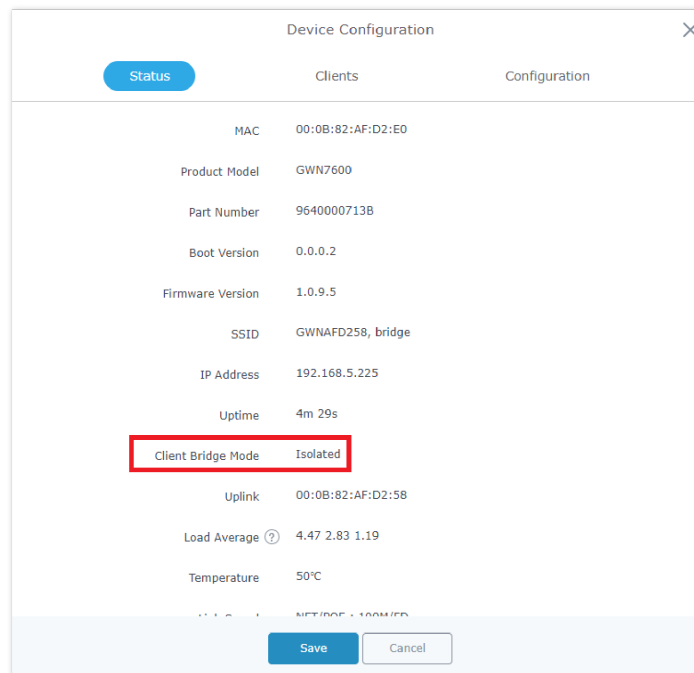 Device Configuration
Status Clients Configuration
MAC 00:0B:82:AF:D2:E0
Product Model GWN7600
Part Number 9640000713B
Boot Version 0.0.0.2
Firmware Version 1.0.9.5
SSID GWNAFD258, bridge
IP Address 192.168.5.225
Uptime 4m 29s
Client Bridge Mode Isolated
Uplink 00:0B:82:AF:D2:58
Load Average ? 4.47 2.83 1.19
Temperature 50℃
Save Cancel